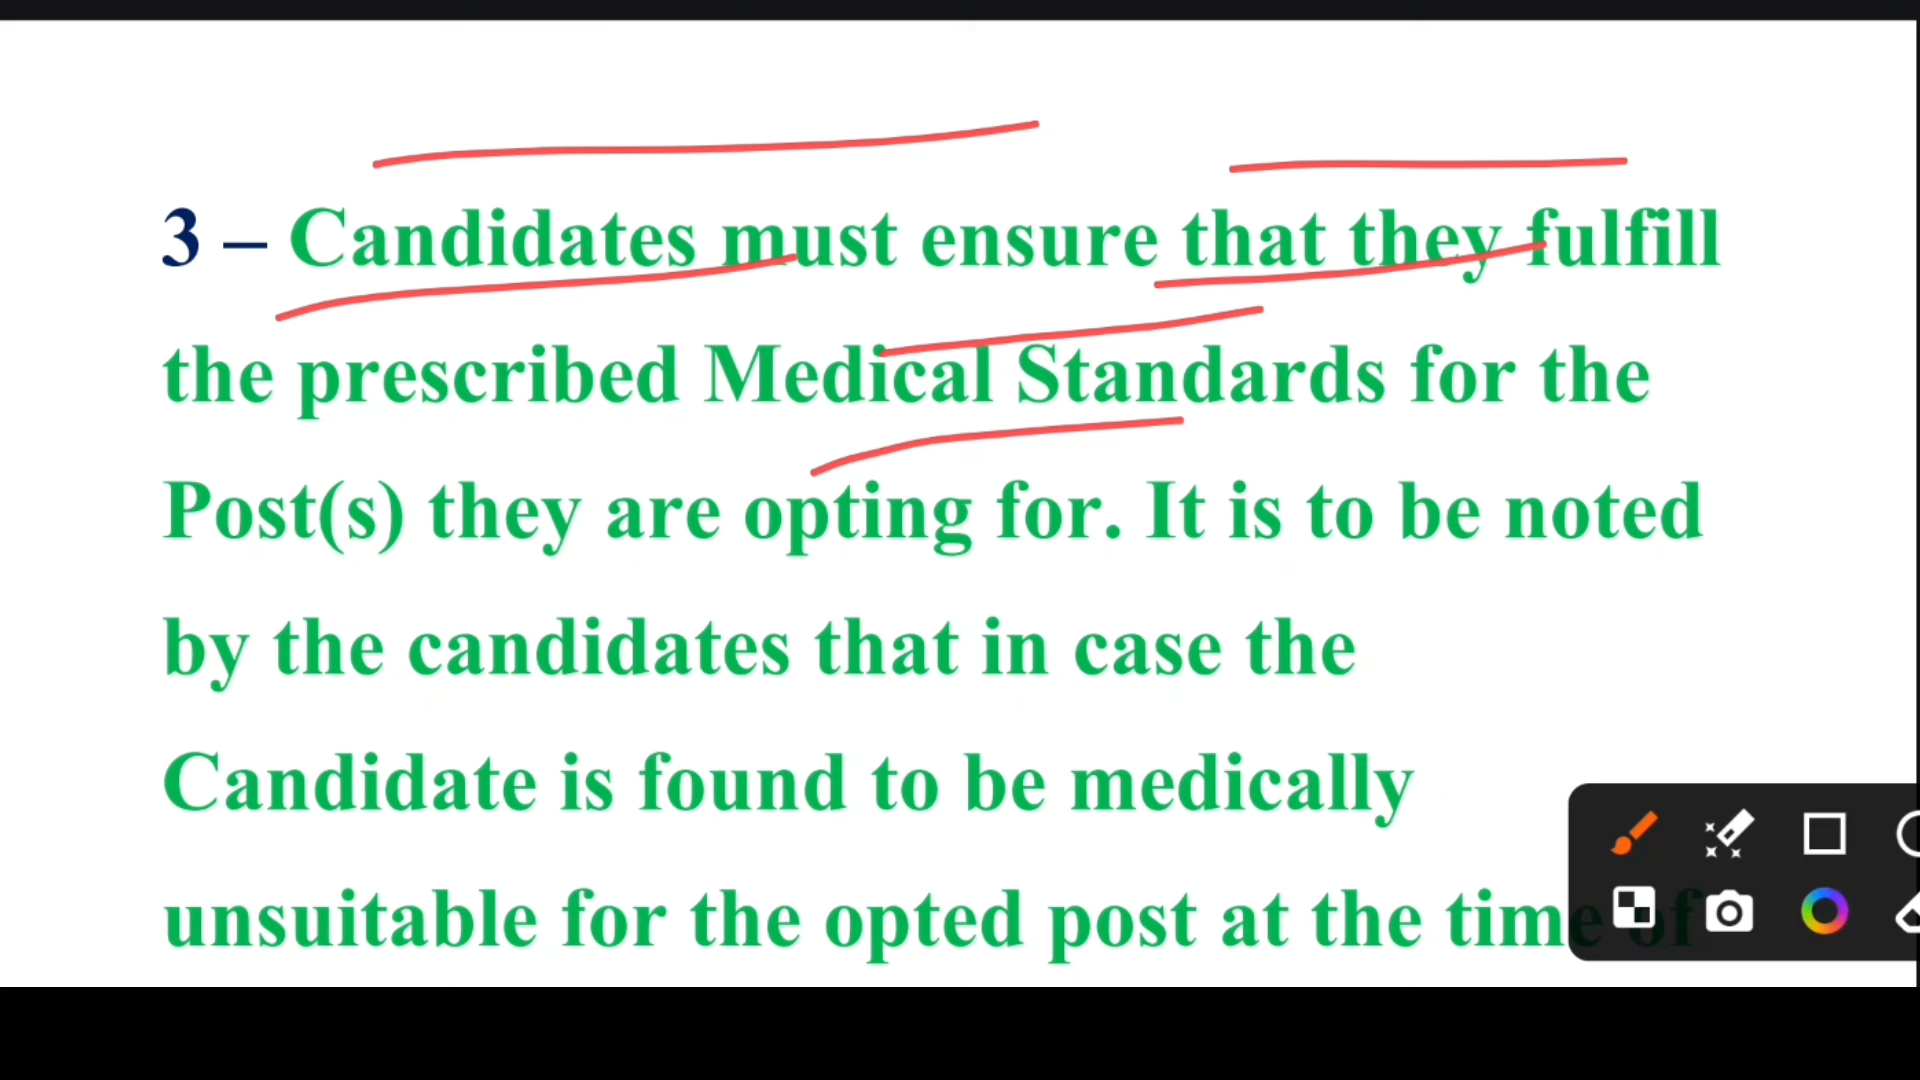 3 – Candidates must ensure that they fulfill
the prescribed Medical Standards for the
Post(s) they are opting for. It is to be noted
by the candidates that in case the
Candidate is found to be medically
unsuitable for the opted post at the time of